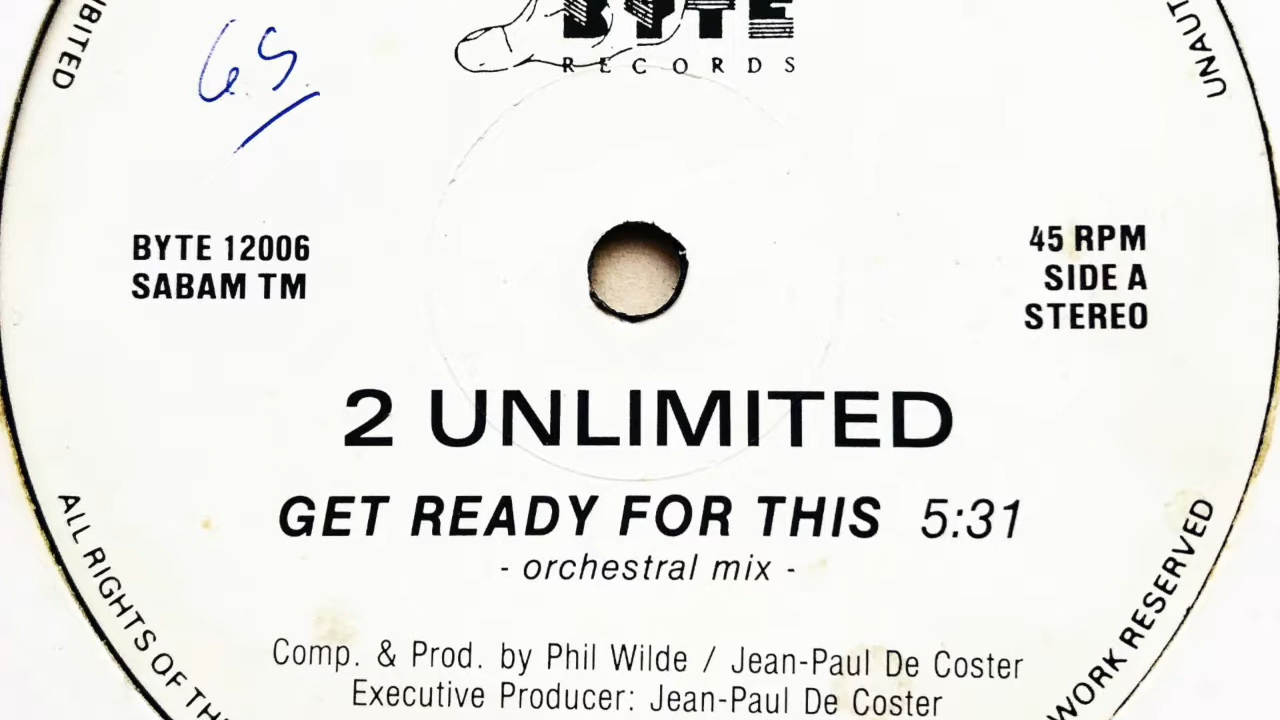 BYTE
RECORDS
BYTE 12006
SABAM TM
45 RPM
SIDE A
STEREO
2 UNLIMITED
GET READY FOR THIS 5:31
- orchestral mix -
Comp. & Prod. by Phil Wilde / Jean-Paul De Coster
Executive Producer: Jean-Paul De Coster
ALL RIGHTS OF TH
WORK RESERVED
UNAUT
IBITED